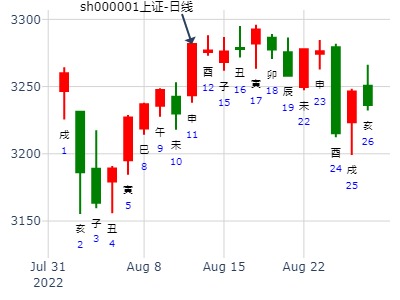 sh000001上证-日线
3300
3250
3200
3150
戌
1
亥
2
子
3
丑
4
寅
5
巳
8
午
9
未
10
申
11
酉
12
子
15
丑
16
寅
17
卯
18
辰
19
未
22
申
23
酉
24
戌
25
亥
26
Jul 31
2022
Aug 8
Aug 15
Aug 22